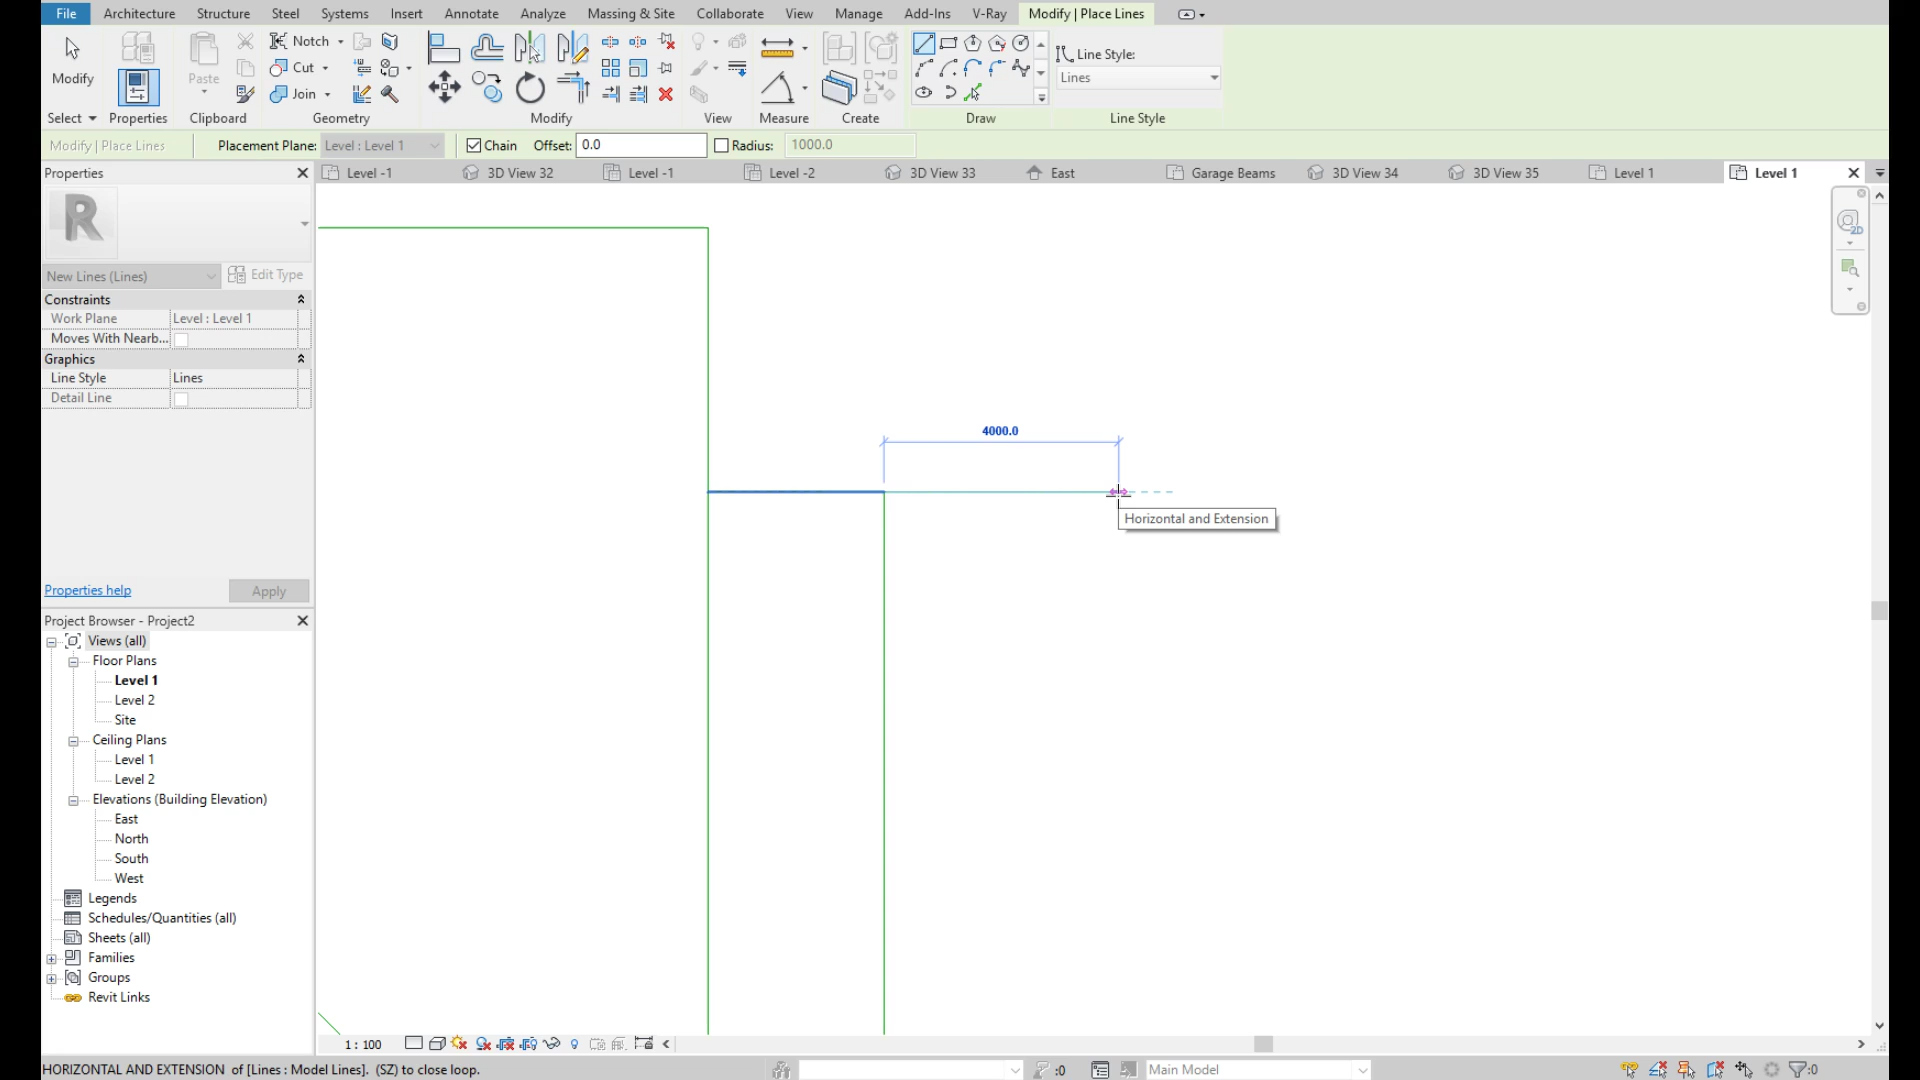 File Architecture Structure Steel Systems Insert Annotate Analyze Massing & Site Collaborate View Manage Add-Ins V-Ray Modify | Place Lines
Modify Paste Notch Cut Join Line Style: Lines
Select Properties Clipboard Geometry Modify View Measure Create Draw Line Style
Modify | Place Lines Placement Plane: Level : Level 1 Chain Offset: 0.0 Radius: 1000.0
Properties Level -1 3D View 32 Level -1 Level -2 3D View 33 East Garage Beams 3D View 34 3D View 35 Level 1 Level 1
R
2D
New Lines (Lines) Edit Type
Constraints
Work Plane Level : Level 1
Moves With Nearb...
Graphics
Line Style Lines
Detail Line
4000.0
Horizontal and Extension
Properties help Apply
Project Browser - Project2
Views (all)
Floor Plans
Level 1
Level 2
Site
Ceiling Plans
Level 1
Level 2
Elevations (Building Elevation)
East
North
South
West
Legends
Schedules/Quantities (all)
Sheets (all)
Families
Groups
Revit Links
1 : 100
HORIZONTAL AND EXTENSION of [Lines : Model Lines]. (SZ) to close loop. :0 Main Model :0